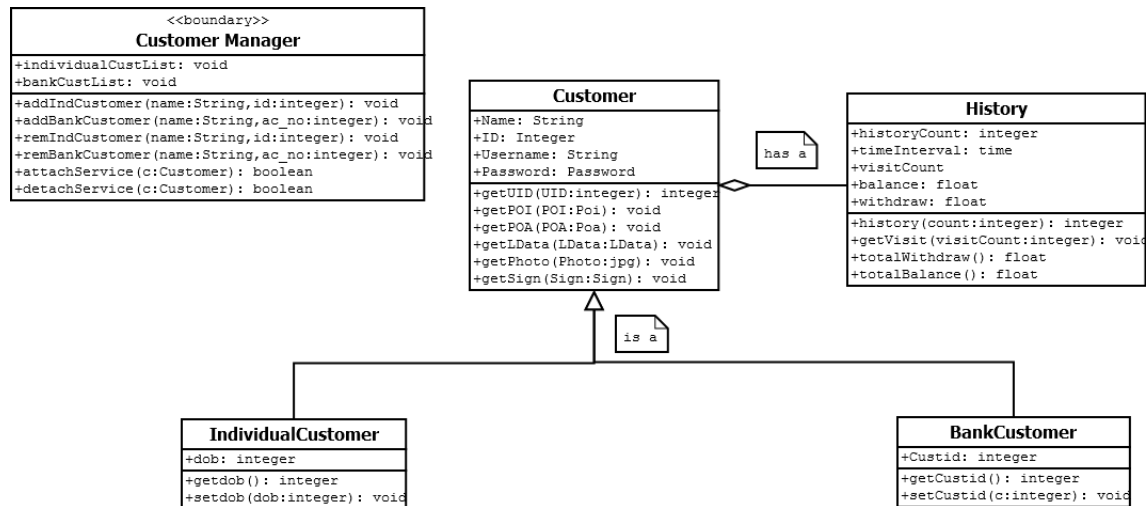 <<boundary>>
Customer Manager
+individualCustList: void
+bankCustList: void
+addIndCustomer(name:String,id:integer): void
+addBankCustomer(name:String,ac_no:integer): void
+remIndCustomer(name:String,id:integer): void
+remBankCustomer(name:String,ac_no:integer): void
+attachService(c:Customer): boolean
+detachService(c:Customer): boolean
Customer
+Name: String
+ID: Integer
+Username: String
+Password: Password
+getUID(UID:integer): integer
+getPOI(POI:Poi): void
+getPOA(POA:Poa): void
+getLData(LData:LData): void
+getPhoto(Photo:jpg): void
+getSign(Sign:Sign): void
has a
History
+historyCount: integer
+timeInterval: time
+visitCount
+balance: float
+withdraw: float
+history(count:integer): integer
+getVisit(visitCount:integer): void
+totalWithdraw(): float
+totalBalance(): float
is a
IndividualCustomer
+dob: integer
+getdob(): integer
+setdob(dob:integer): void
BankCustomer
+Custid: integer
+getCustid(): integer
+setCustid(c:integer): void